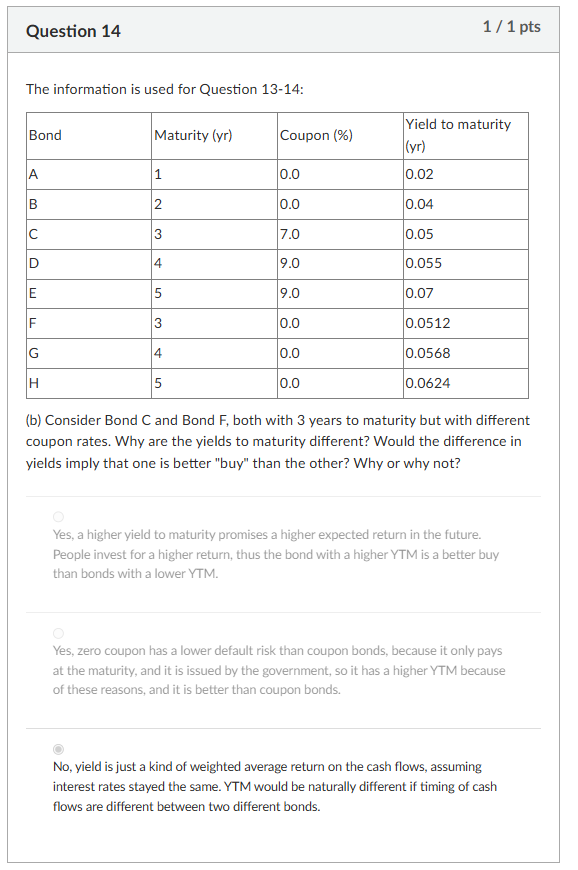 Question 14
1 / 1 pts
The information is used for Question 13-14:
Bond Maturity (yr) Coupon (%) Yield to maturity (yr)
A 1 0.0 0.02
B 2 0.0 0.04
C 3 7.0 0.05
D 4 9.0 0.055
E 5 9.0 0.07
F 3 0.0 0.0512
G 4 0.0 0.0568
H 5 0.0 0.0624
(b) Consider Bond C and Bond F, both with 3 years to maturity but with different
coupon rates. Why are the yields to maturity different? Would the difference in
yields imply that one is better "buy" than the other? Why or why not?
Yes, a higher yield to maturity promises a higher expected return in the future.
People invest for a higher return, thus the bond with a higher YTM is a better buy
than bonds with a lower YTM.
Yes, zero coupon has a lower default risk than coupon bonds, because it only pays
at the maturity, and it is issued by the government, so it has a higher YTM because
of these reasons, and it is better than coupon bonds.
No, yield is just a kind of weighted average return on the cash flows, assuming
interest rates stayed the same. YTM would be naturally different if timing of cash
flows are different between two different bonds.